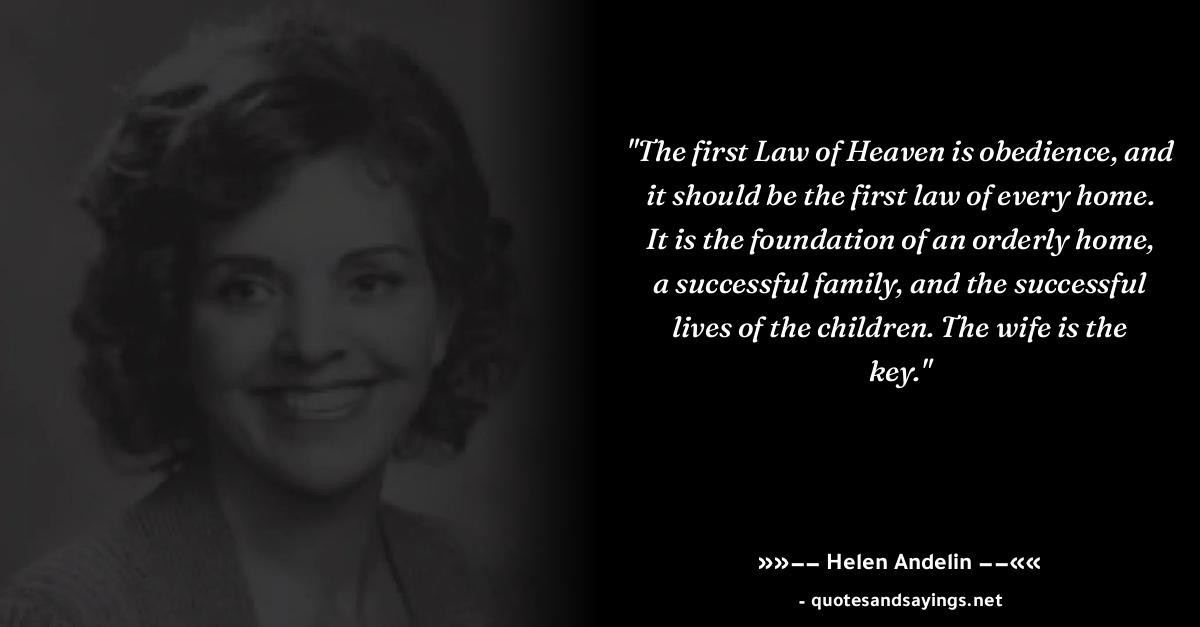 "The first Law of Heaven is obedience, and
it should be the first law of every home.
It is the foundation of an orderly home,
a successful family, and the successful
lives of the children. The wife is the
key."
»»—— Helen Andelin ——««
- quotesandsayings.net